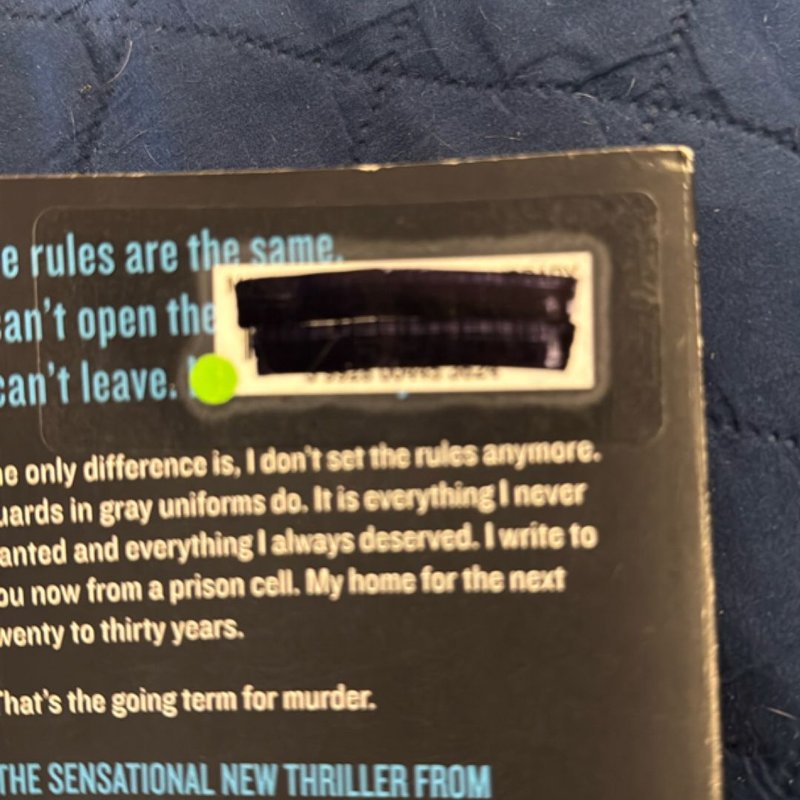 e rules are the same.
an't open the
can't leave.
e only difference is, I don't set the rules anymore.
uards in gray uniforms do. It is everything I never
anted and everything I always deserved. I write to
ou now from a prison cell. My home for the next
wenty to thirty years.
That's the going term for murder.
THE SENSATIONAL NEW THRILLER FROM